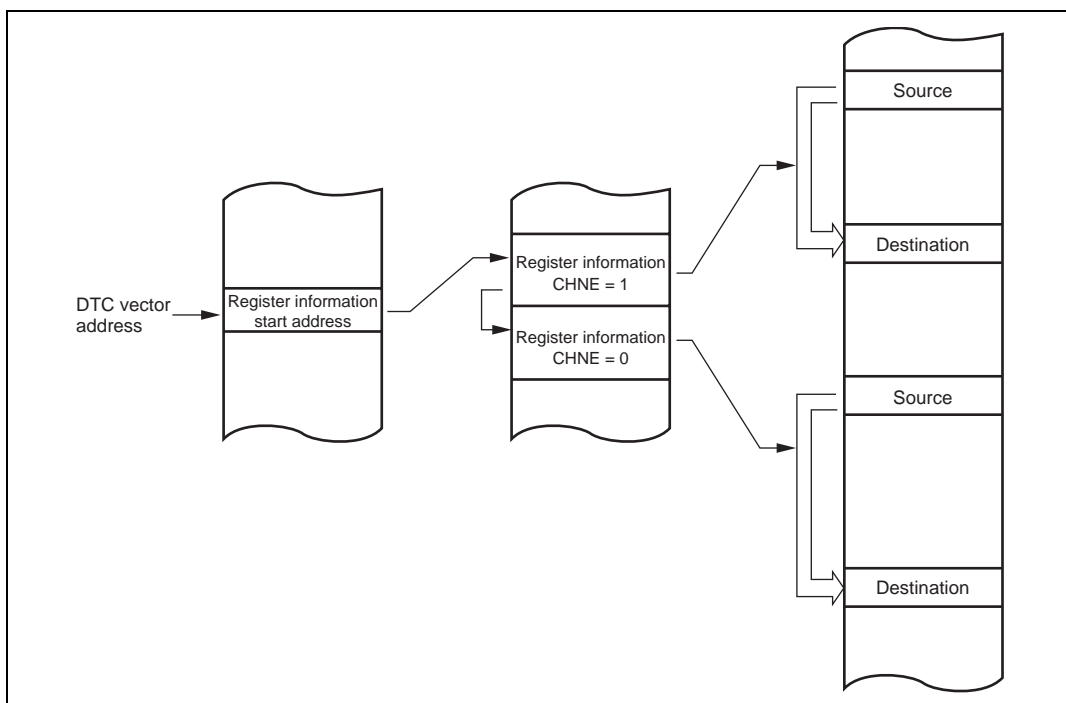 DTC vector
address
Register information
start address
Register information
CHNE = 1
Register information
CHNE = 0
Source
Destination
Source
Destination